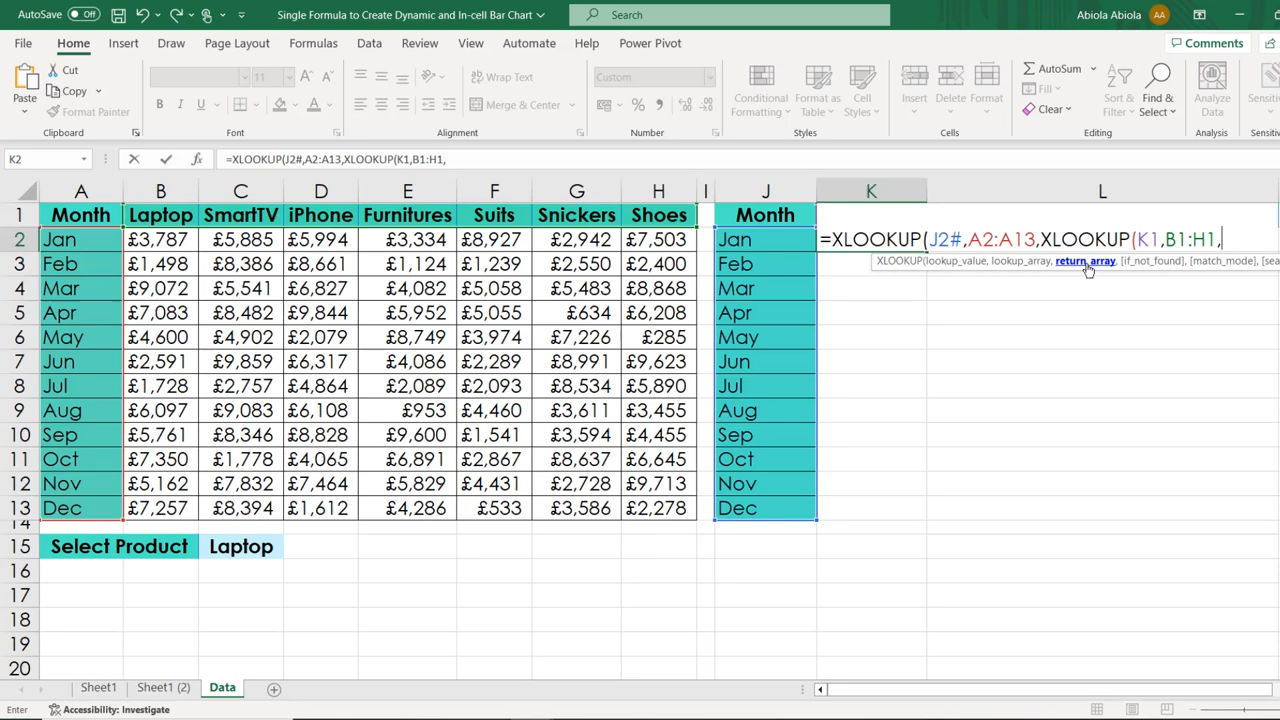 AutoSave Off Single Formula to Create Dynamic and In-cell Bar Chart Search Abiola Abiola AA
File Home Insert Draw Page Layout Formulas Data Review View Automate Help Power Pivot Comments
Paste Cut Copy Format Painter
11 A A B I U
Wrap Text Merge & Center
Custom % 
Conditional Formatting Format as Table Cell Styles
Insert Delete Format
AutoSum Fill Clear Sort & Filter Find & Select
Analyze Data
Clipboard Font Alignment Number Styles Cells Editing Analysis
K2 fx =XLOOKUP(J2#,A2:A13,XLOOKUP(K1,B1:H1,
A B C D E F G H I J K L
1 Month Laptop SmartTV iPhone Furnitures Suits Snickers Shoes Month
2 Jan £3,787 £5,885 £5,994 £3,334 £8,927 £2,942 £7,503 Jan =XLOOKUP(J2#,A2:A13,XLOOKUP(K1,B1:H1,
XLOOKUP(lookup_value, lookup_array, return_array, [if_not_found], [match_mode], [sea
3 Feb £1,498 £8,386 £8,661 £1,124 £1,239 £2,550 £2,400 Feb
4 Mar £9,072 £5,541 £6,827 £4,082 £5,058 £5,483 £8,868 Mar
5 Apr £7,083 £8,482 £9,844 £5,952 £5,055 £634 £6,208 Apr
6 May £4,600 £4,902 £2,079 £8,749 £3,974 £7,226 £285 May
7 Jun £2,591 £9,859 £6,317 £4,086 £2,289 £8,991 £9,623 Jun
8 Jul £1,728 £2,757 £4,864 £2,089 £2,093 £8,534 £5,890 Jul
9 Aug £6,097 £9,083 £6,108 £953 £4,460 £3,611 £3,455 Aug
10 Sep £5,761 £8,346 £8,828 £9,600 £1,541 £3,594 £4,455 Sep
11 Oct £7,350 £1,778 £4,065 £6,891 £2,867 £8,637 £6,645 Oct
12 Nov £5,162 £7,832 £7,464 £5,829 £4,431 £2,728 £9,713 Nov
13 Dec £7,257 £8,394 £1,612 £4,286 £533 £3,586 £2,278 Dec
14
15 Select Product Laptop
16
17
18
19
20
Sheet1 Sheet1 (2) Data
Enter Accessibility: Investigate